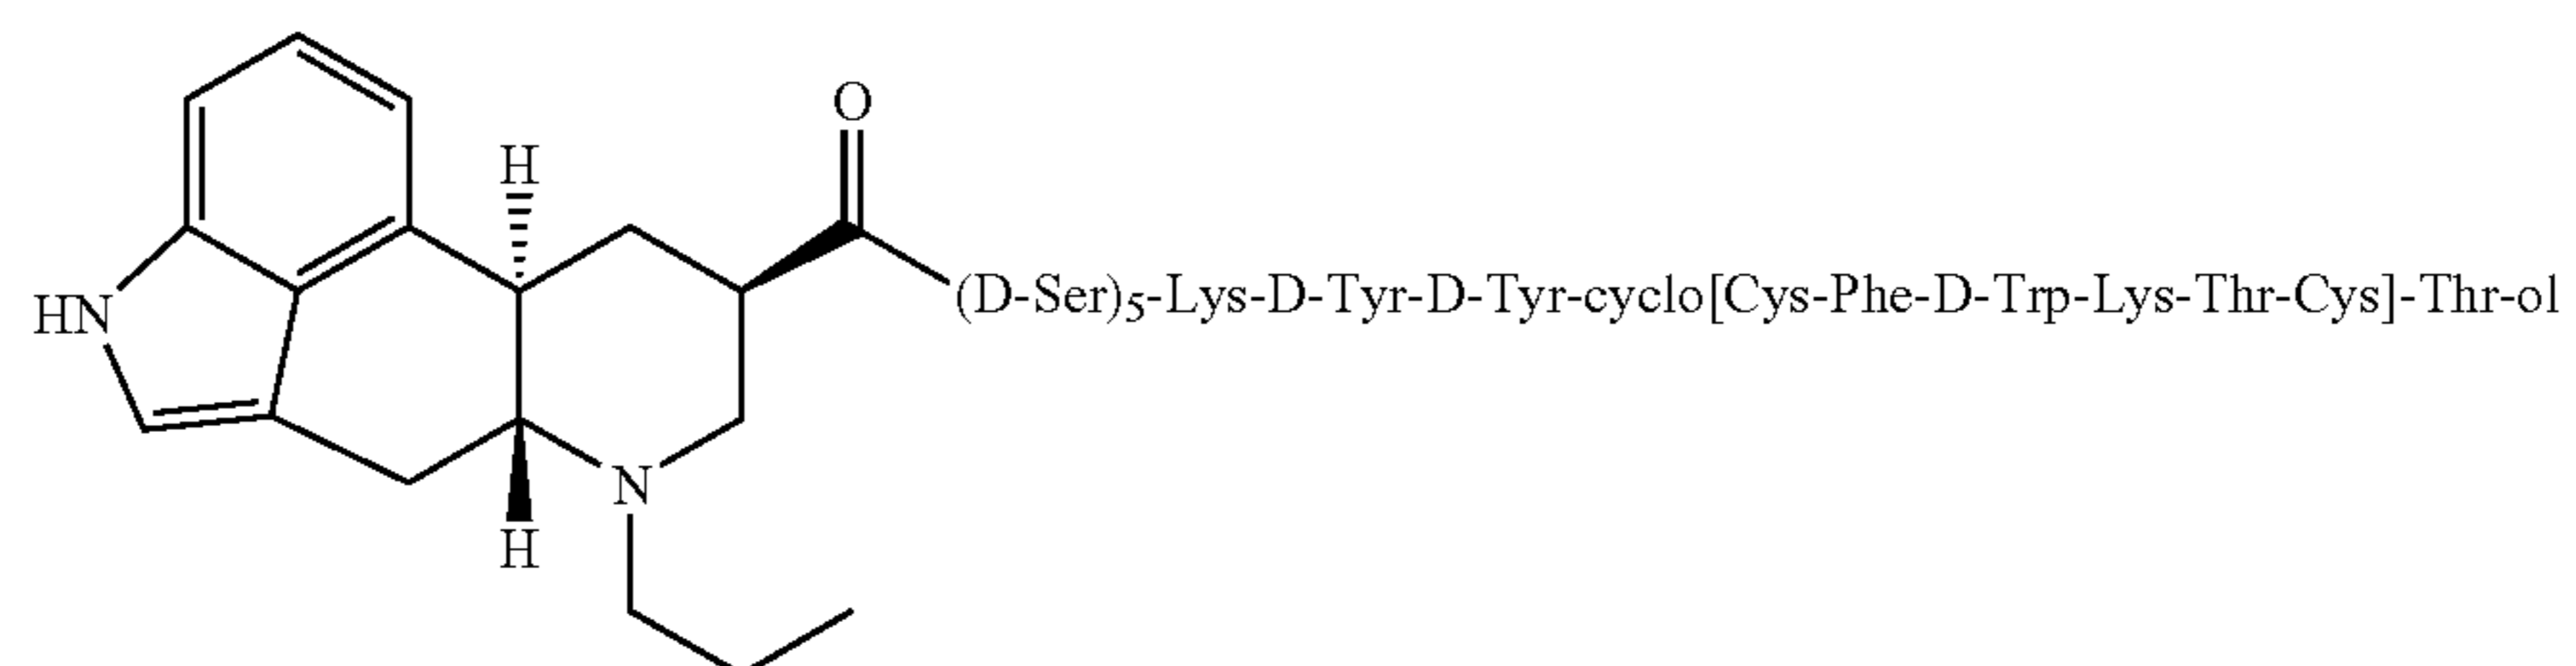 O
H
(D-Ser)5-Lys-D-Tyr-D-Tyr-cyclo[Cys-Phe-D-Trp-Lys-Thr-Cys]-Thr-ol
HN
N
H